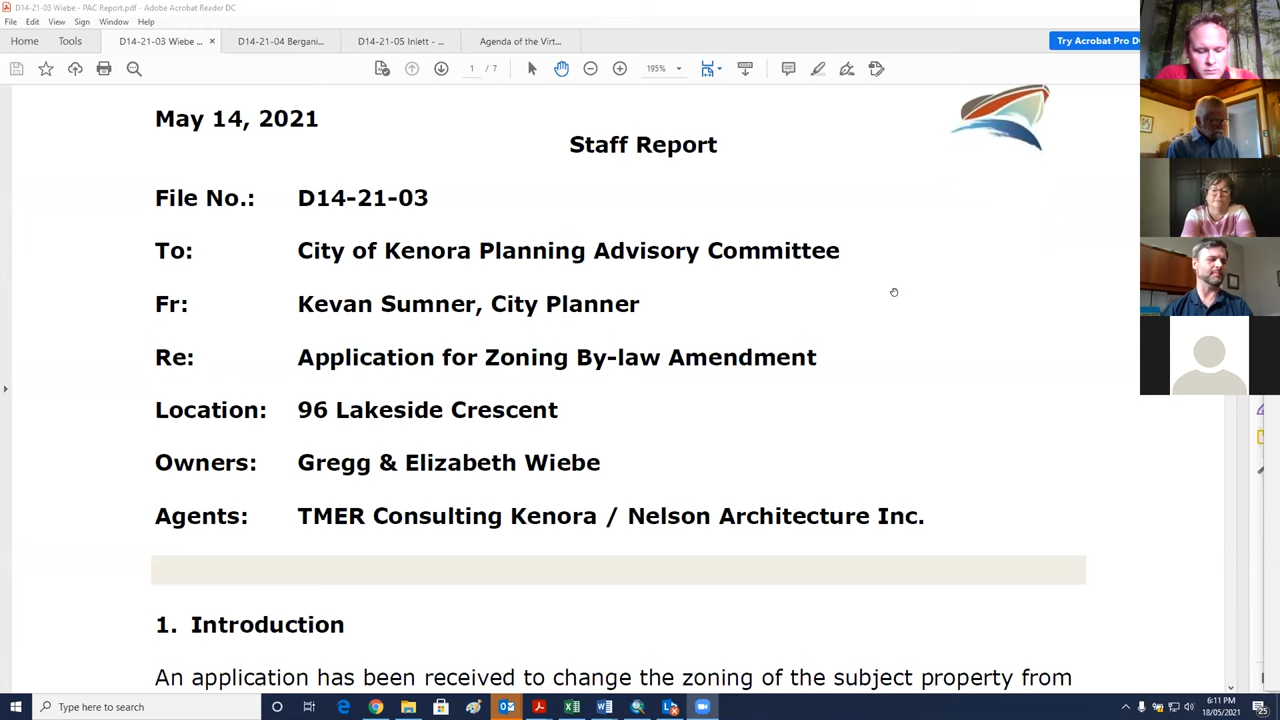 D14-21-03 Wiebe - PAC Report.pdf - Adobe Acrobat Reader DC
File Edit View Sign Window Help
Home Tools D14-21-03 Wiebe ... × D14-21-04 Bergani... D14-21-05 Inlet - D... Agenda of the Virt...
Try Acrobat Pro D
1 / 7 195%
May 14, 2021
Staff Report
File No.: D14-21-03
To: City of Kenora Planning Advisory Committee
Fr: Kevan Sumner, City Planner
Re: Application for Zoning By-law Amendment
Location: 96 Lakeside Crescent
Owners: Gregg & Elizabeth Wiebe
Agents: TMER Consulting Kenora / Nelson Architecture Inc.
1. Introduction
An application has been received to change the zoning of the subject property from
Type here to search
6:11 PM
18/05/2021
25